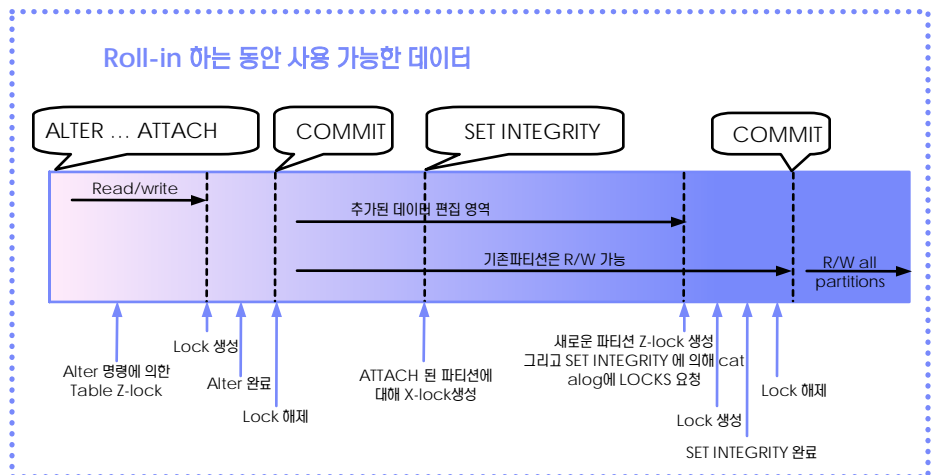 Roll-in 하는 동안 사용 가능한 데이터
ALTER … ATTACH
COMMIT
SET INTEGRITY
COMMIT
Read/write
추가된 데이터 편집 영역
기존파티션은 R/W 가능
R/W all
partitions
Alter 명령에 의한
Table Z-lock
Lock 생성
Alter 완료
Lock 해제
ATTACH 된 파티션에
대해 X-lock생성
새로운 파티션 Z-lock 생성
그리고 SET INTEGRITY 에 의해 cat
alog에 LOCKS 요청
Lock 생성
SET INTEGRITY 완료
Lock 해제